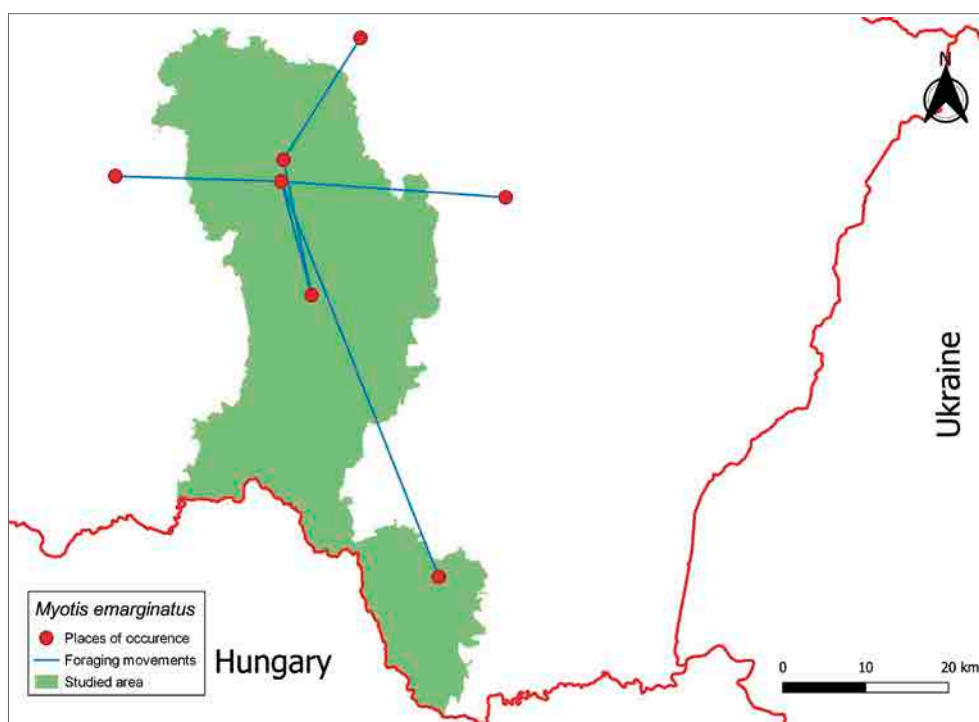 N
Ukraine
Hungary
Myotis emarginatus
Places of occurence
Foraging movements
Studied area
0 10 20 km